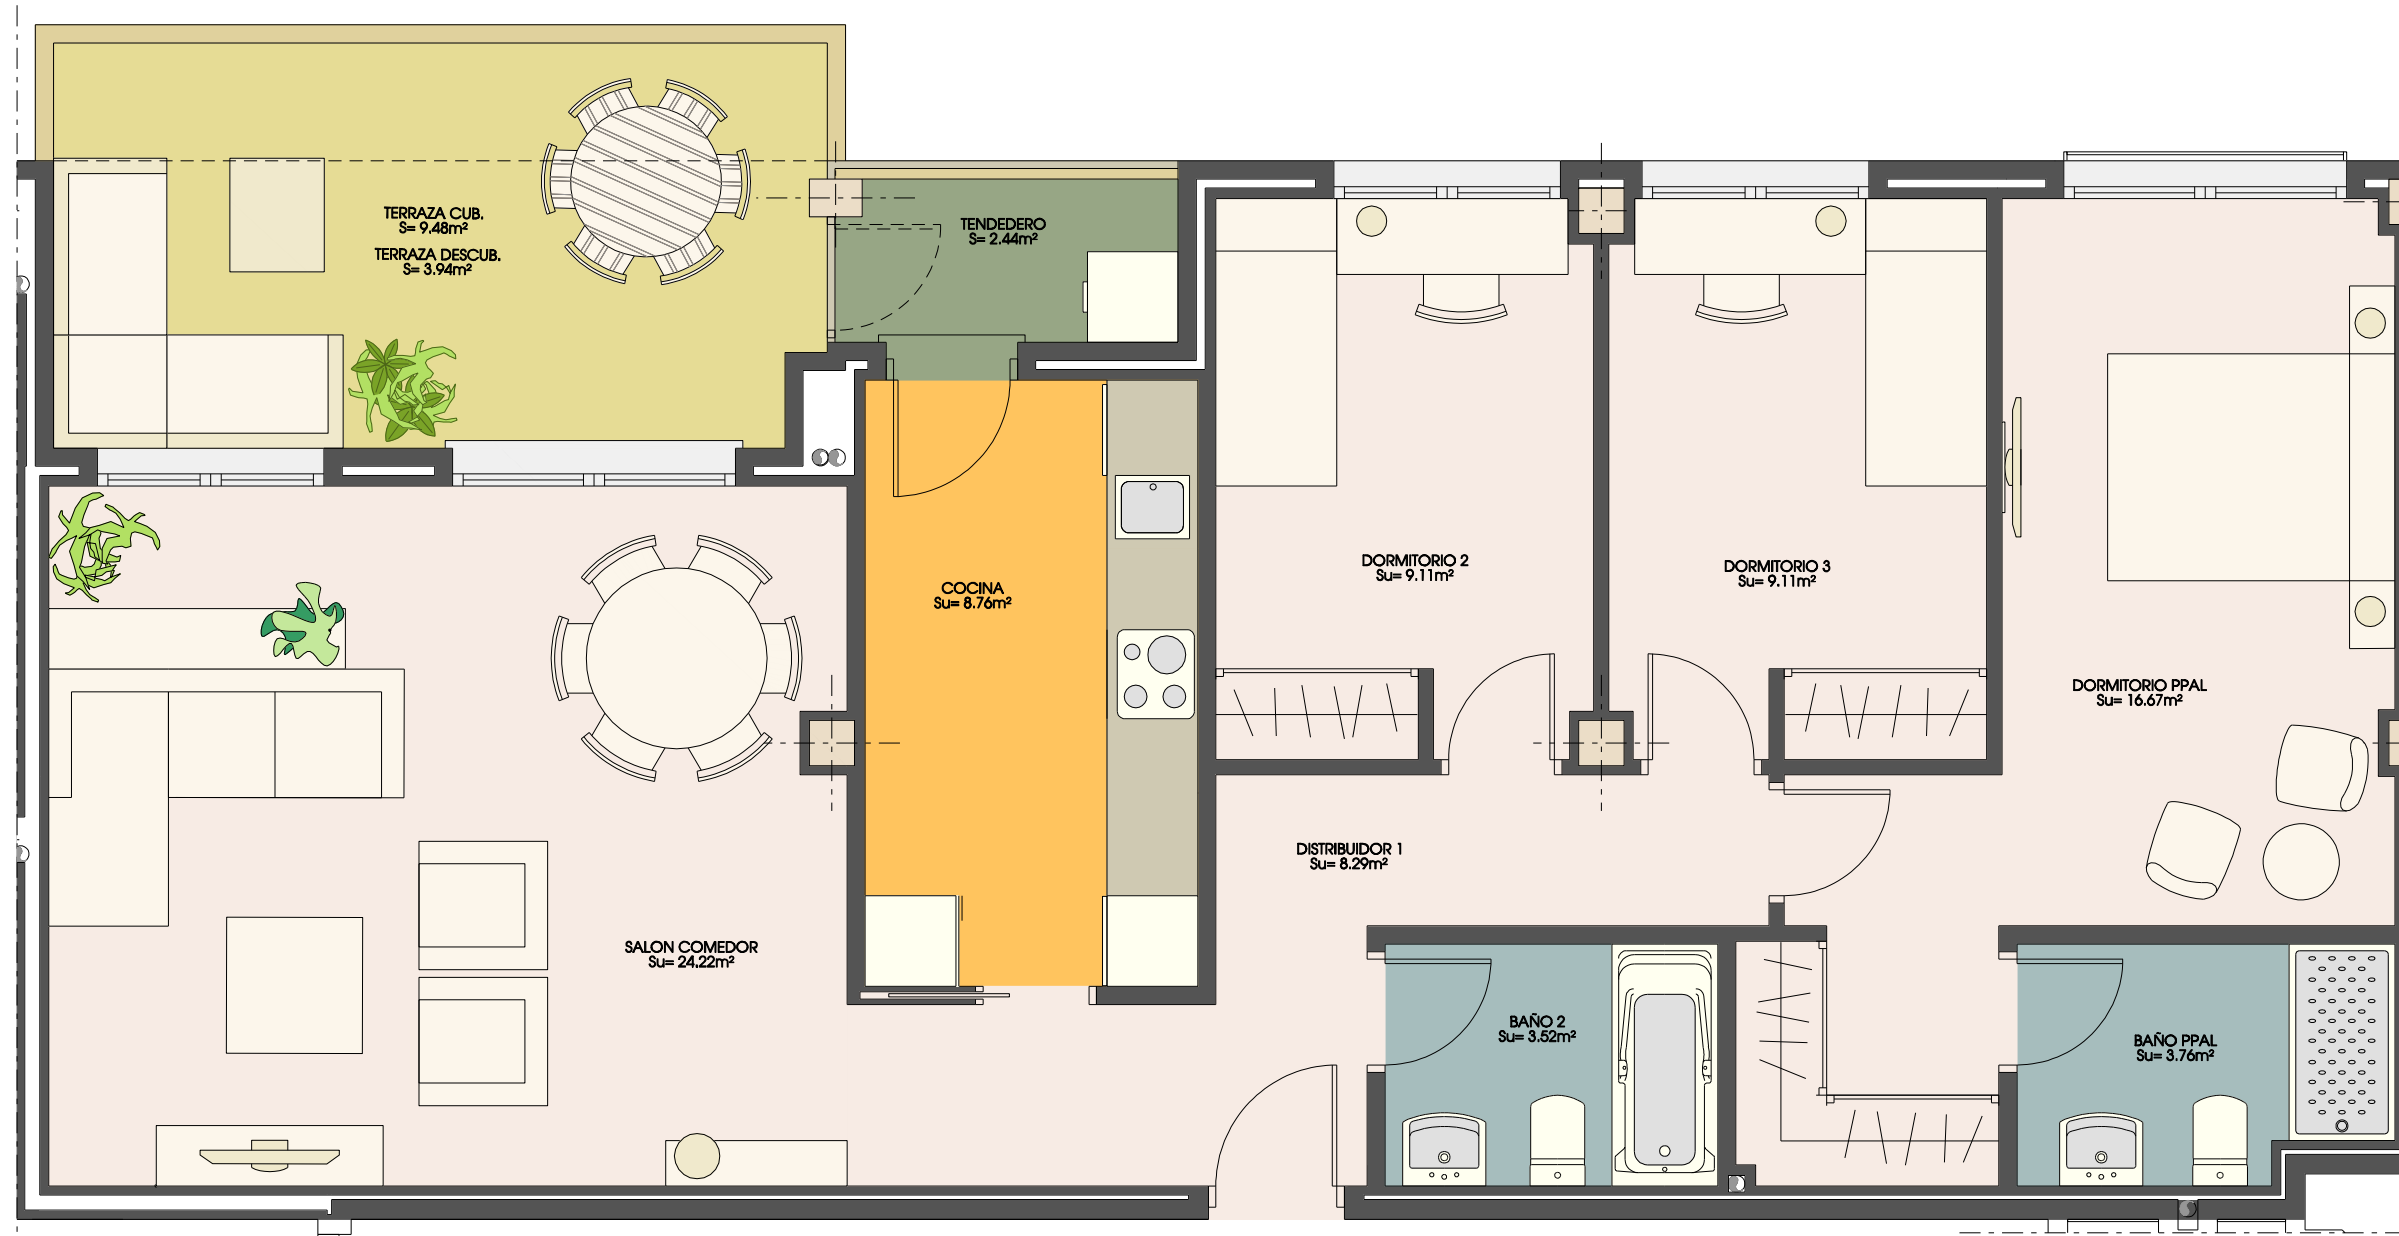 TERRAZA CUB.
S= 9.48m²
TERRAZA DESCUB.
S= 3.94m²
TENDEDERO
S= 2.44m²
COCINA
Su= 8.76m²
DORMITORIO 2
Su= 9.11m²
DORMITORIO 3
Su= 9.11m²
DORMITORIO PPAL
Su= 16.67m²
DISTRIBUIDOR 1
Su= 8.29m²
SALON COMEDOR
Su= 24.22m²
BAÑO 2
Su= 3.52m²
BAÑO PPAL
Su= 3.76m²